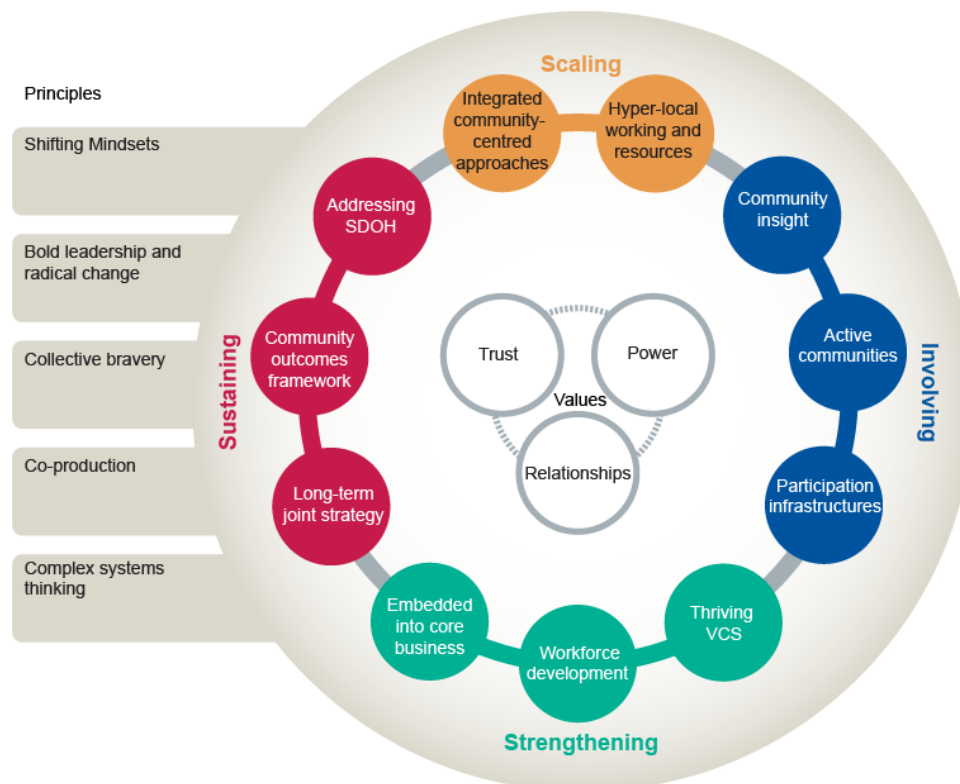 Principles
Shifting Mindsets
Bold leadership and
radical change
Collective bravery
Co-production
Complex systems
thinking
Scaling
Integrated
community-
centred
approaches
Hyper-local
working and
resources
Involving
Community
insight
Active
communities
Participation
infrastructures
Strengthening
Thriving
VCS
Workforce
development
Embedded
into core
business
Sustaining
Long-term
joint strategy
Community
outcomes
framework
Addressing
SDOH
Trust
Power
Values
Relationships